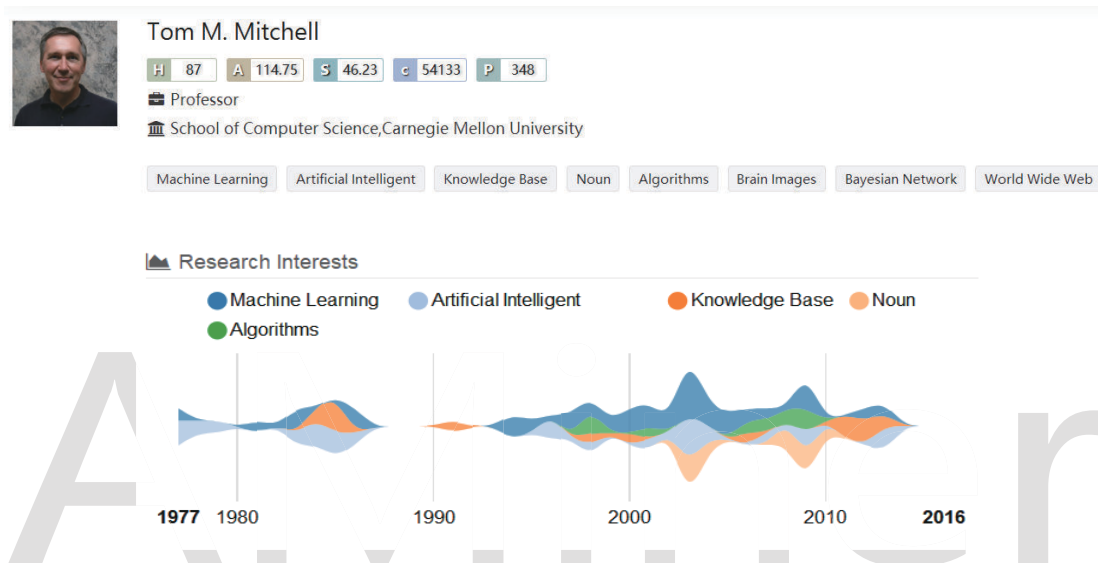 Tom M. Mitchell
H 87 A 114.75 S 46.23 c 54133 P 348
Professor
School of Computer Science,Carnegie Mellon University
Machine Learning Artificial Intelligent Knowledge Base Noun Algorithms Brain Images Bayesian Network World Wide Web
Research Interests
Machine Learning Artificial Intelligent Knowledge Base Noun
Algorithms
1977 1980 1990 2000 2010 2016
AMiner